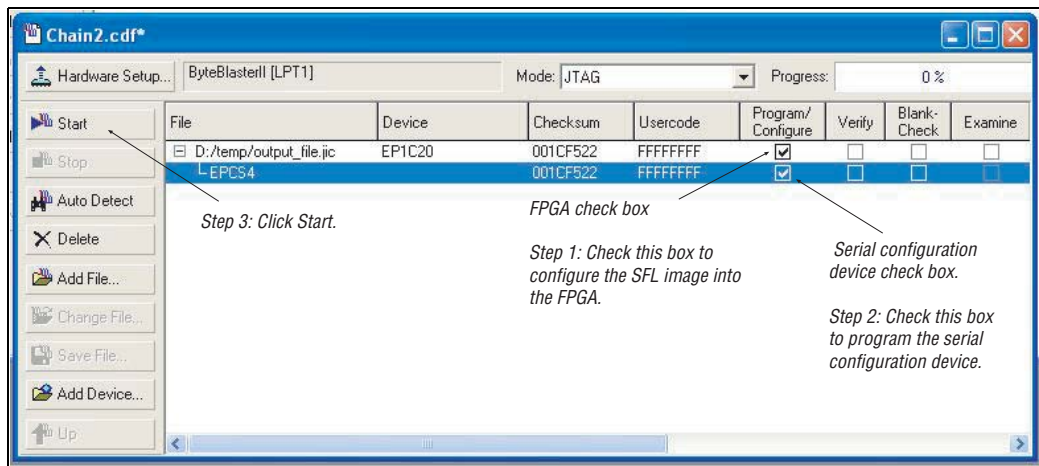 Chain2.cdf*
Hardware Setup... ByteBlasterII [LPT1] Mode: JTAG Progress: 0 %
Start
Stop
Auto Detect
Delete
Add File...
Change File...
Save File...
Add Device...
Up
File Device Checksum Usercode Program/ Configure Verify Blank- Check Examine
D:/temp/output_file.jic EP1C20 001CF522 FFFFFFFF
EPCS4 001CF522 FFFFFFFF
Step 3: Click Start.
FPGA check box
Step 1: Check this box to
configure the SFL image into
the FPGA.
Serial configuration
device check box.
Step 2: Check this box
to program the serial
configuration device.